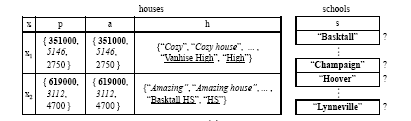 houses
schools
x p a h
s
x1 { 351000, 5146, 2750 } { 351000, 5146, 2750 } {“Cozy”, “Cozy house”, ... , “Vanhise High”, “High”}
x2 { 619000, 3112, 4700 } { 619000, 3112, 4700 } {“Amazing”, “Amazing house”, ... , “Basktall HS”, “HS”}
“Basktall” ?
⋮
“Champaign” ?
“Hoover” ?
⋮
“Lynneville” ?